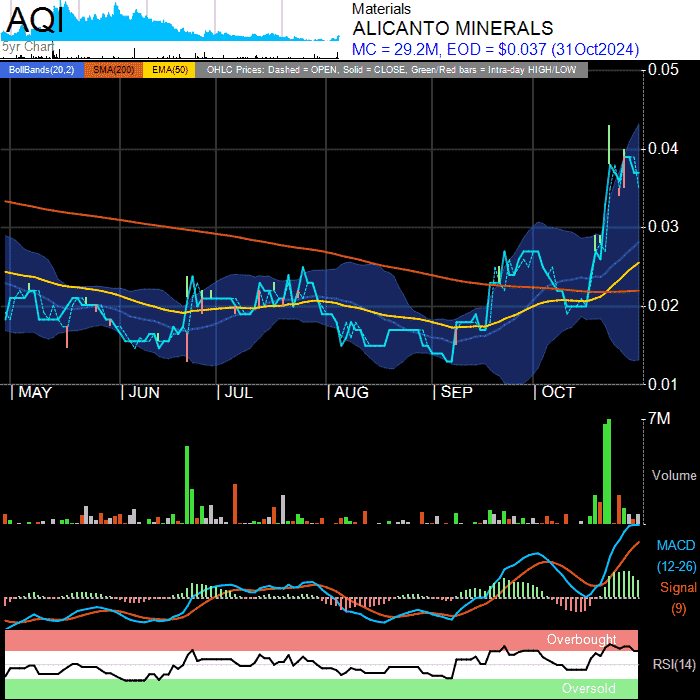 AQI
5yr Chart
Materials
ALICANTO MINERALS
MC = 29.2M, EOD = $0.037 (31Oct2024)
BollBands(20,2) SMA(200) EMA(50) OHLC Prices: Dashed = OPEN, Solid = CLOSE, Green/Red bars = Intra-day HIGH/LOW
0.05
0.04
0.03
0.02
0.01
MAY JUN JUL AUG SEP OCT
7M
Volume
MACD
(12-26)
Signal
(9)
Overbought
RSI(14)
Oversold